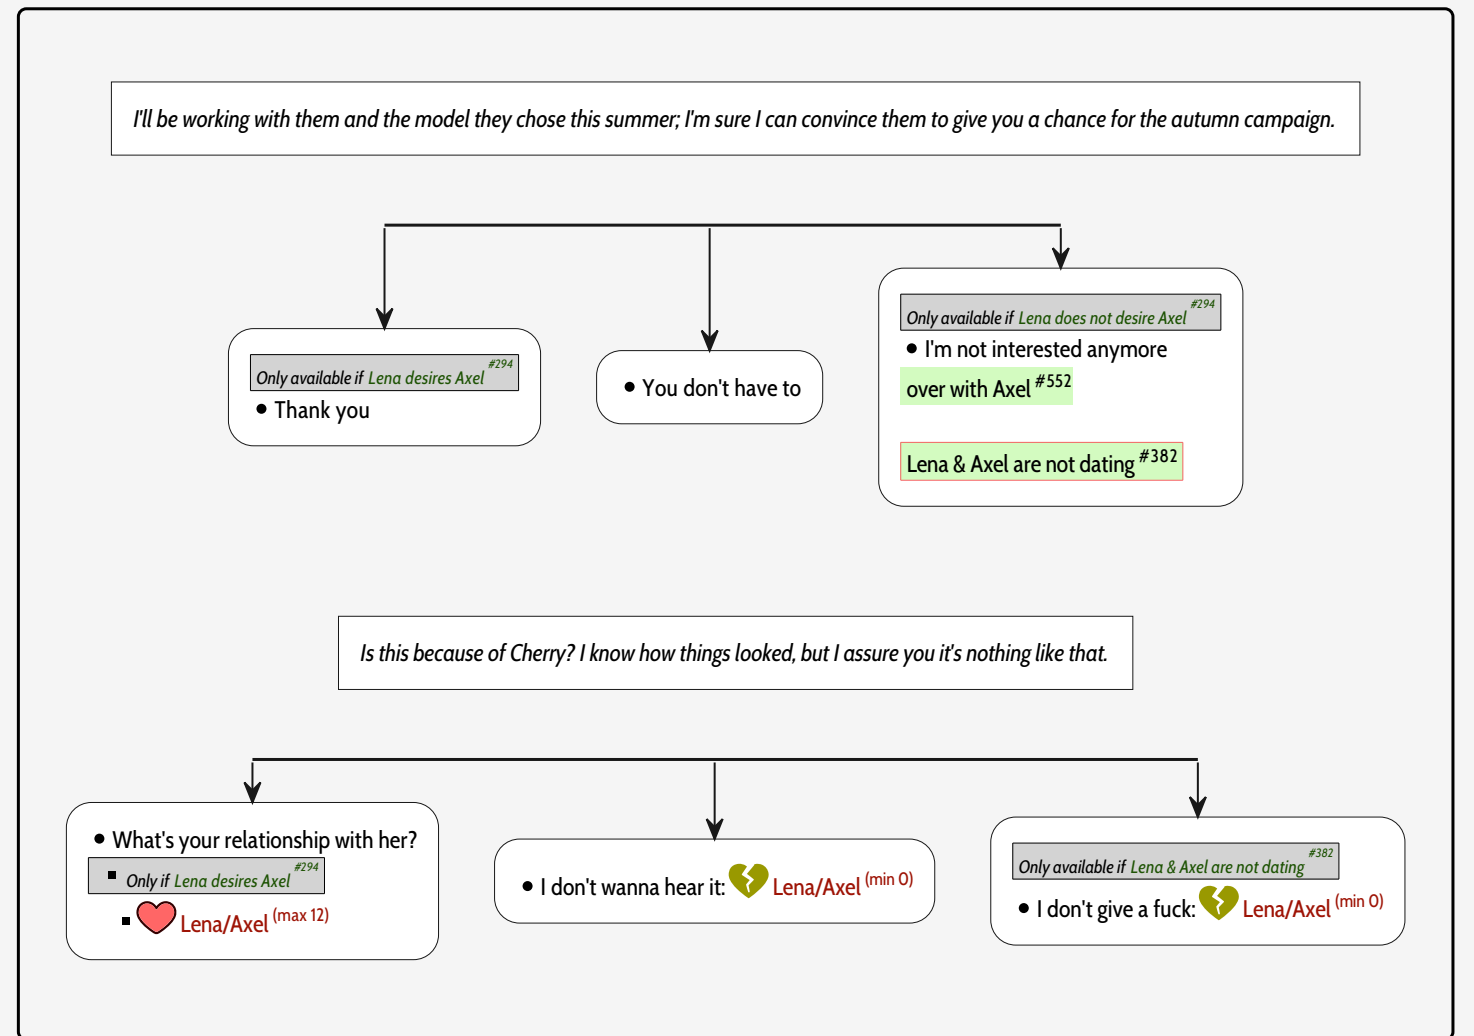 I'll be working with them and the model they chose this summer; I'm sure I can convince them to give you a chance for the autumn campaign.
Only available if Lena desires Axel #294
• Thank you
• You don't have to
Only available if Lena does not desire Axel #294
• I'm not interested anymore
over with Axel #552
Lena & Axel are not dating #382
Is this because of Cherry? I know how things looked, but I assure you it's nothing like that.
• What's your relationship with her?
▪ Only if Lena desires Axel #294
▪ Lena/Axel (max 12)
• I don't wanna hear it: Lena/Axel (min 0)
Only available if Lena & Axel are not dating #382
• I don't give a fuck: Lena/Axel (min 0)